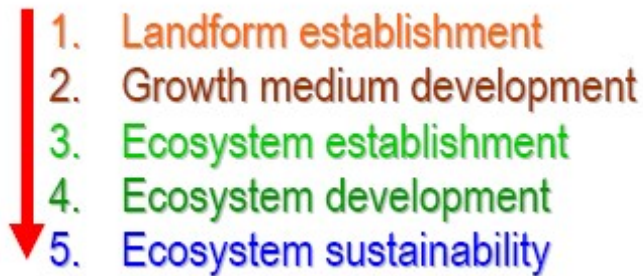 1. Landform establishment
2. Growth medium development
3. Ecosystem establishment
4. Ecosystem development
5. Ecosystem sustainability